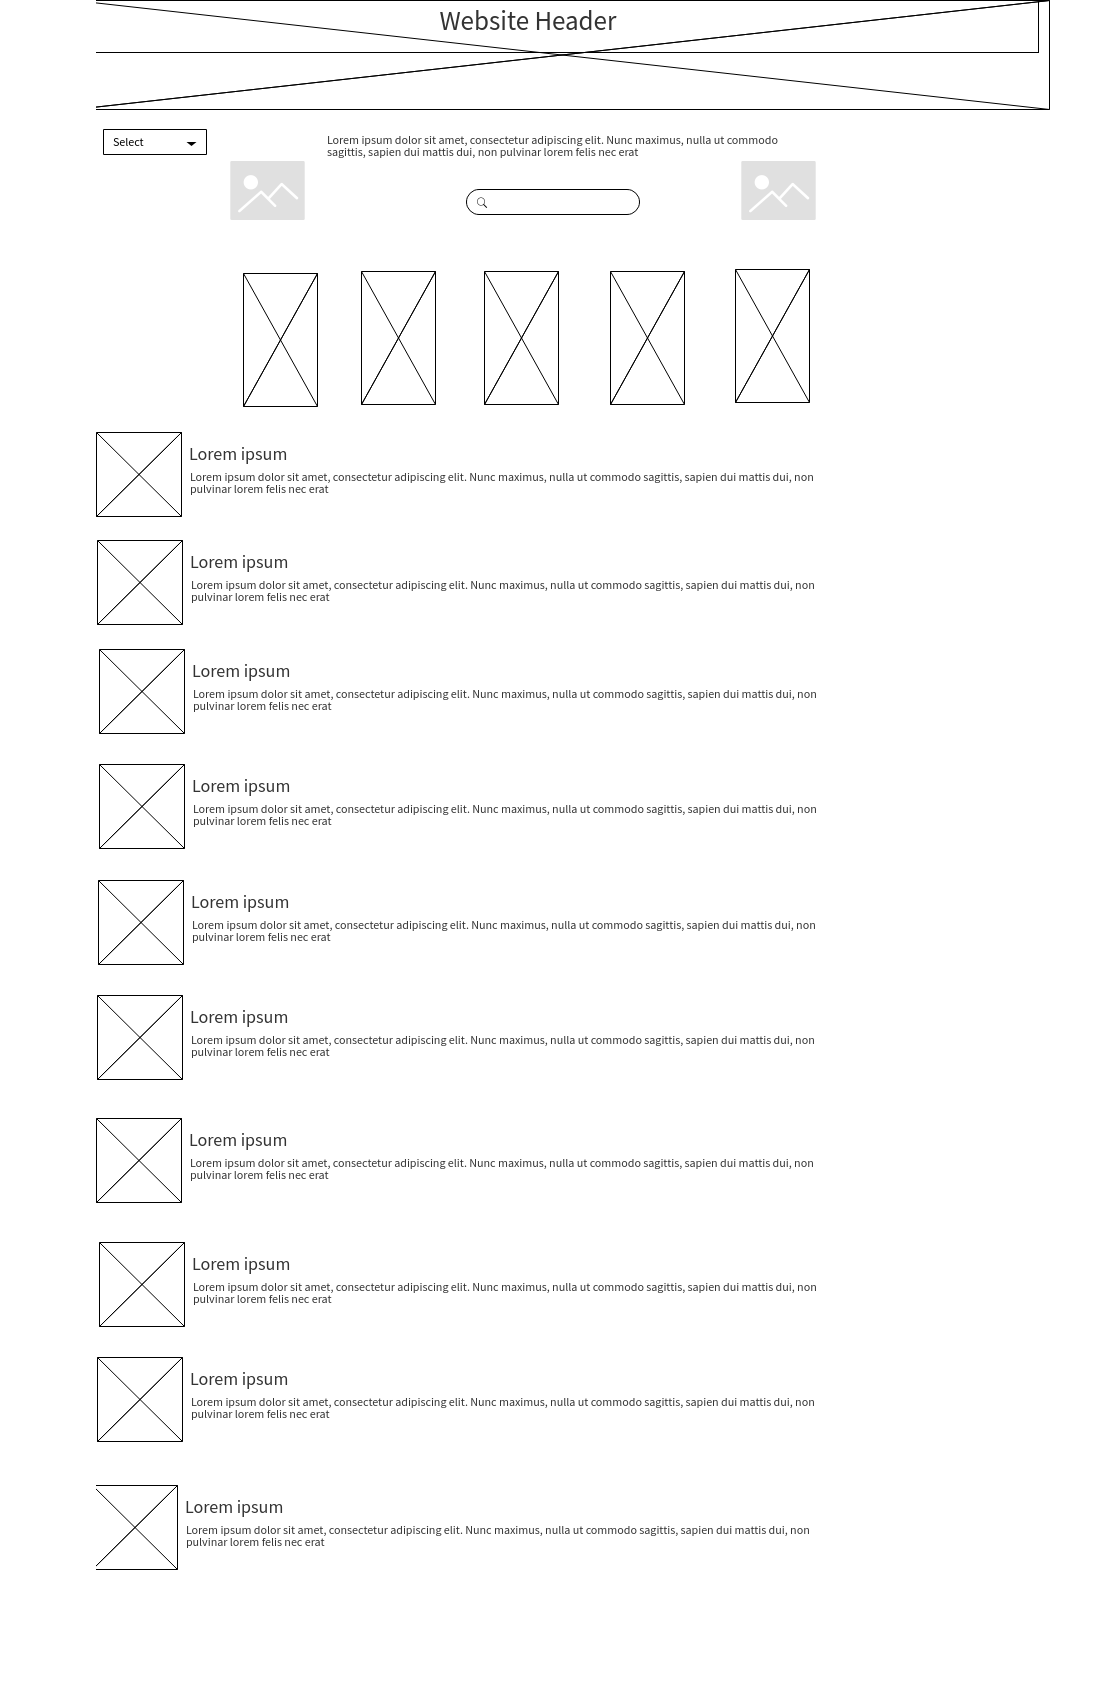 Website Header
Select
Lorem ipsum dolor sit amet, consectetur adipiscing elit. Nunc maximus, nulla ut commodo
sagittis, sapien dui mattis dui, non pulvinar lorem felis nec erat
Lorem ipsum
Lorem ipsum dolor sit amet, consectetur adipiscing elit. Nunc maximus, nulla ut commodo sagittis, sapien dui mattis dui, non
pulvinar lorem felis nec erat
Lorem ipsum
Lorem ipsum dolor sit amet, consectetur adipiscing elit. Nunc maximus, nulla ut commodo sagittis, sapien dui mattis dui, non
pulvinar lorem felis nec erat
Lorem ipsum
Lorem ipsum dolor sit amet, consectetur adipiscing elit. Nunc maximus, nulla ut commodo sagittis, sapien dui mattis dui, non
pulvinar lorem felis nec erat
Lorem ipsum
Lorem ipsum dolor sit amet, consectetur adipiscing elit. Nunc maximus, nulla ut commodo sagittis, sapien dui mattis dui, non
pulvinar lorem felis nec erat
Lorem ipsum
Lorem ipsum dolor sit amet, consectetur adipiscing elit. Nunc maximus, nulla ut commodo sagittis, sapien dui mattis dui, non
pulvinar lorem felis nec erat
Lorem ipsum
Lorem ipsum dolor sit amet, consectetur adipiscing elit. Nunc maximus, nulla ut commodo sagittis, sapien dui mattis dui, non
pulvinar lorem felis nec erat
Lorem ipsum
Lorem ipsum dolor sit amet, consectetur adipiscing elit. Nunc maximus, nulla ut commodo sagittis, sapien dui mattis dui, non
pulvinar lorem felis nec erat
Lorem ipsum
Lorem ipsum dolor sit amet, consectetur adipiscing elit. Nunc maximus, nulla ut commodo sagittis, sapien dui mattis dui, non
pulvinar lorem felis nec erat
Lorem ipsum
Lorem ipsum dolor sit amet, consectetur adipiscing elit. Nunc maximus, nulla ut commodo sagittis, sapien dui mattis dui, non
pulvinar lorem felis nec erat
Lorem ipsum
Lorem ipsum dolor sit amet, consectetur adipiscing elit. Nunc maximus, nulla ut commodo sagittis, sapien dui mattis dui, non
pulvinar lorem felis nec erat